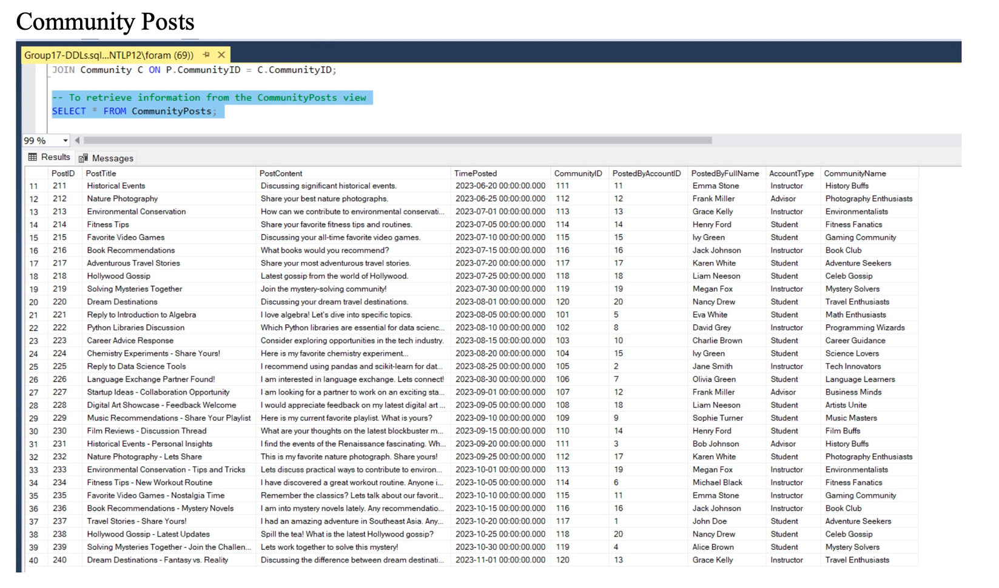 Community Posts
Group17-DDLs.sql...NTLP12\foram (69))
JOIN Community C ON P.CommunityID = C.CommunityID;
-- To retrieve information from the CommunityPosts view
SELECT * FROM CommunityPosts;
99 %
Results Messages
PostID PostTitle PostContent TimePosted CommunityID PostedByAccountID PostedByFullName AccountType CommunityName
11 211 Historical Events Discussing significant historical events. 2023-06-20 00:00:00.000 111 11 Emma Stone Instructor History Buffs
12 212 Nature Photography Share your best nature photographs. 2023-06-25 00:00:00.000 112 12 Frank Miller Advisor Photography Enthusiasts
13 213 Environmental Conservation How can we contribute to environmental conservati... 2023-07-01 00:00:00.000 113 13 Grace Kelly Instructor Environmentalists
14 214 Fitness Tips Share your favorite fitness tips and routines. 2023-07-05 00:00:00.000 114 14 Henry Ford Student Fitness Fanatics
15 215 Favorite Video Games Discussing your all-time favorite video games. 2023-07-10 00:00:00.000 115 15 Ivy Green Student Gaming Community
16 216 Book Recommendations What books would you recommend? 2023-07-15 00:00:00.000 116 16 Jack Johnson Instructor Book Club
17 217 Adventurous Travel Stories Share your most adventurous travel stories. 2023-07-20 00:00:00.000 117 17 Karen White Student Adventure Seekers
18 218 Hollywood Gossip Latest gossip from the world of Hollywood. 2023-07-25 00:00:00.000 118 18 Liam Neeson Student Celeb Gossip
19 219 Solving Mysteries Together Join the mystery-solving community! 2023-07-30 00:00:00.000 119 19 Megan Fox Instructor Mystery Solvers
20 220 Dream Destinations Discussing your dream travel destinations. 2023-08-01 00:00:00.000 120 20 Nancy Drew Student Travel Enthusiasts
21 221 Reply to Introduction to Algebra I love algebra! Let's dive into specific topics. 2023-08-05 00:00:00.000 101 5 Eva White Student Math Enthusiasts
22 222 Python Libraries Discussion Which Python libraries are essential for data scienc... 2023-08-10 00:00:00.000 102 8 David Grey Instructor Programming Wizards
23 223 Career Advice Response Consider exploring opportunities in the tech industry. 2023-08-15 00:00:00.000 103 10 Charlie Brown Student Career Guidance
24 224 Chemistry Experiments - Share Yours! Here is my favorite chemistry experiment... 2023-08-20 00:00:00.000 104 15 Ivy Green Student Science Lovers
25 225 Reply to Data Science Tools I recommend using pandas and scikit-learn for dat... 2023-08-25 00:00:00.000 105 2 Jane Smith Instructor Tech Innovators
26 226 Language Exchange Partner Found! I am interested in language exchange. Lets connect! 2023-08-30 00:00:00.000 106 7 Olivia Green Student Language Learners
27 227 Startup Ideas - Collaboration Opportunity I am looking for a partner to work on an exciting sta... 2023-09-01 00:00:00.000 107 12 Frank Miller Advisor Business Minds
28 228 Digital Art Showcase - Feedback Welcome I would appreciate feedback on my latest digital art ... 2023-09-05 00:00:00.000 108 18 Liam Neeson Student Artists Unite
29 229 Music Recommendations - Share Your Playlist Here is my current favorite playlist. What is yours? 2023-09-10 00:00:00.000 109 9 Sophie Turner Student Music Masters
30 230 Film Reviews - Discussion Thread What are your thoughts on the latest blockbuster m... 2023-09-15 00:00:00.000 110 14 Henry Ford Student Film Buffs
31 231 Historical Events - Personal Insights I find the events of the Renaissance fascinating. Wh... 2023-09-20 00:00:00.000 111 3 Bob Johnson Advisor History Buffs
32 232 Nature Photography - Lets Share This is my favorite nature photograph. Share yours! 2023-09-25 00:00:00.000 112 17 Karen White Student Photography Enthusiasts
33 233 Environmental Conservation - Tips and Tricks Lets discuss practical ways to contribute to environ... 2023-10-01 00:00:00.000 113 19 Megan Fox Instructor Environmentalists
34 234 Fitness Tips - New Workout Routine I have discovered a great workout routine. Anyone i... 2023-10-05 00:00:00.000 114 6 Michael Black Instructor Fitness Fanatics
35 235 Favorite Video Games - Nostalgia Time Remember the classics? Lets talk about our favorit... 2023-10-10 00:00:00.000 115 11 Emma Stone Instructor Gaming Community
36 236 Book Recommendations - Mystery Novels I am into mystery novels lately. Any recommendatio... 2023-10-15 00:00:00.000 116 16 Jack Johnson Instructor Book Club
37 237 Travel Stories - Share Yours! I had an amazing adventure in Southeast Asia. Any... 2023-10-20 00:00:00.000 117 1 John Doe Student Adventure Seekers
38 238 Hollywood Gossip - Latest Updates Spill the tea! What is the latest Hollywood gossip? 2023-10-25 00:00:00.000 118 20 Nancy Drew Student Celeb Gossip
39 239 Solving Mysteries Together - Join the Challen... Lets work together to solve this mystery! 2023-10-30 00:00:00.000 119 4 Alice Brown Student Mystery Solvers
40 240 Dream Destinations - Fantasy vs. Reality Discussing the difference between dream destinati... 2023-11-01 00:00:00.000 120 13 Grace Kelly Instructor Travel Enthusiasts